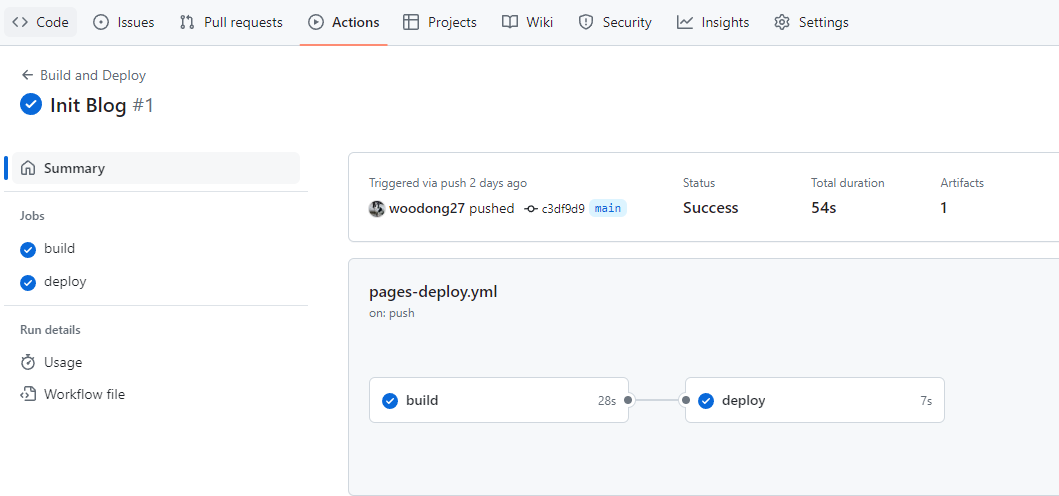 Code Issues Pull requests Actions Projects Wiki Security Insights Settings
Build and Deploy
Init Blog #1
Summary
Jobs
build
deploy
Run details
Usage
Workflow file
Triggered via push 2 days ago
woodong27 pushed c3df9d9 main
Status
Success
Total duration
54s
Artifacts
1
pages-deploy.yml
on: push
build 28s
deploy 7s